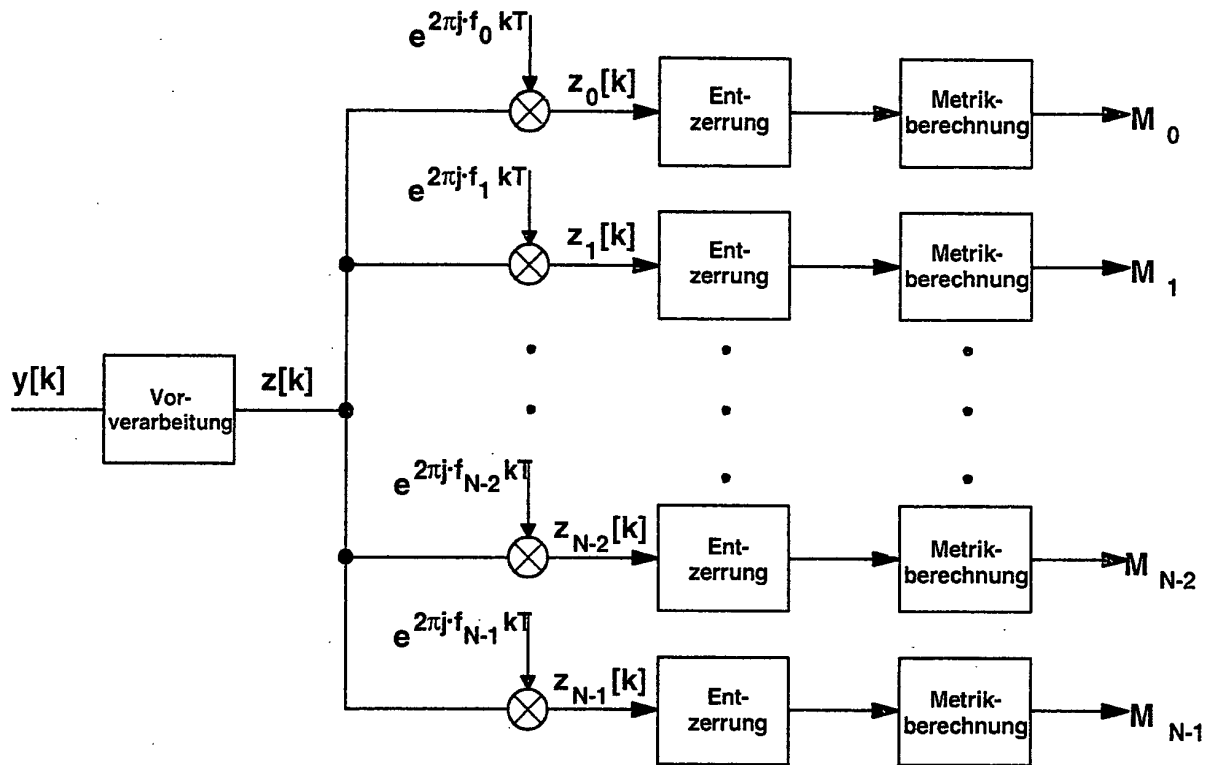 e^{2πj·f_0 kT}
z_0[k]
Ent-
zerrung
Metrik-
berechnung
M_0
e^{2πj·f_1 kT}
z_1[k]
Ent-
zerrung
Metrik-
berechnung
M_1
y[k]
Vor-
verarbeitung
z[k]
e^{2πj·f_{N-2} kT}
z_{N-2}[k]
Ent-
zerrung
Metrik-
berechnung
M_{N-2}
e^{2πj·f_{N-1} kT}
z_{N-1}[k]
Ent-
zerrung
Metrik-
berechnung
M_{N-1}